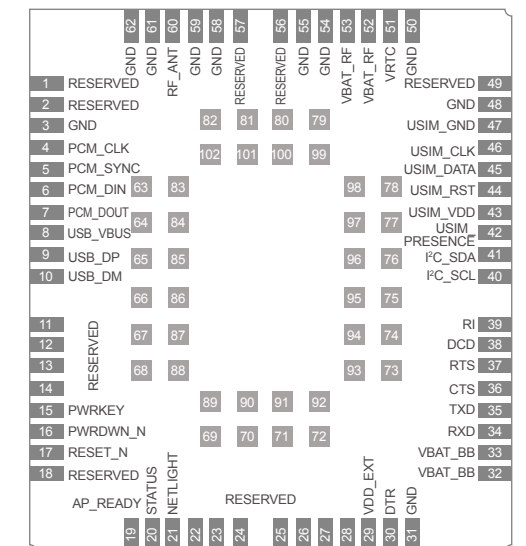 62 61 60 59 58 57 56 55 54 53 52 51 50
GND GND RF_ANT GND GND RESERVED RESERVED GND GND VBAT_RF VBAT_RF VRTC GND
1 RESERVED
2 RESERVED
3 GND
4 PCM_CLK
5 PCM_SYNC
6 PCM_DIN
7 PCM_DOUT
8 USB_VBUS
9 USB_DP
10 USB_DM
11
12
13
14
RESERVED
15 PWRKEY
16 PWRDWN_N
17 RESET_N
18 RESERVED
82 81 80 79
102 101 100 99
63 83 98 78
64 84 97 77
65 85 96 76
66 86 95 75
67 87 94 74
68 88 93 73
89 90 91 92
69 70 71 72
RESERVED 49
GND 48
USIM_GND 47
USIM_CLK 46
USIM_DATA 45
USIM_RST 44
USIM_VDD 43
USIM_ 42
PRESENCE
I²C_SDA 41
I²C_SCL 40
RI 39
DCD 38
RTS 37
CTS 36
TXD 35
RXD 34
VBAT_BB 33
VBAT_BB 32
AP_READY STATUS NETLIGHT RESERVED VDD_EXT DTR GND
19 20 21 22 23 24 25 26 27 28 29 30 31